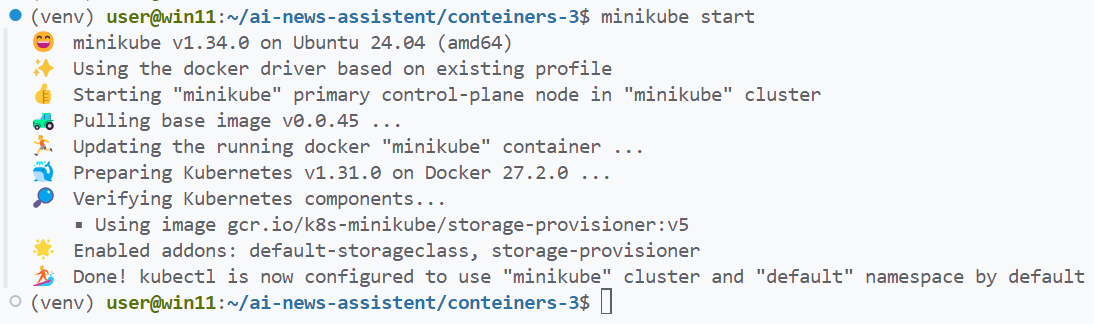 (venv) user@win11:~/ai-news-assistent/conteiners-3$ minikube start
😄 minikube v1.34.0 on Ubuntu 24.04 (amd64)
✨ Using the docker driver based on existing profile
👍 Starting "minikube" primary control-plane node in "minikube" cluster
🚜 Pulling base image v0.0.45 ...
🏃 Updating the running docker "minikube" container ...
🐳 Preparing Kubernetes v1.31.0 on Docker 27.2.0 ...
🔎 Verifying Kubernetes components...
▪ Using image gcr.io/k8s-minikube/storage-provisioner:v5
🌟 Enabled addons: default-storageclass, storage-provisioner
🏄 Done! kubectl is now configured to use "minikube" cluster and "default" namespace by default
(venv) user@win11:~/ai-news-assistent/conteiners-3$